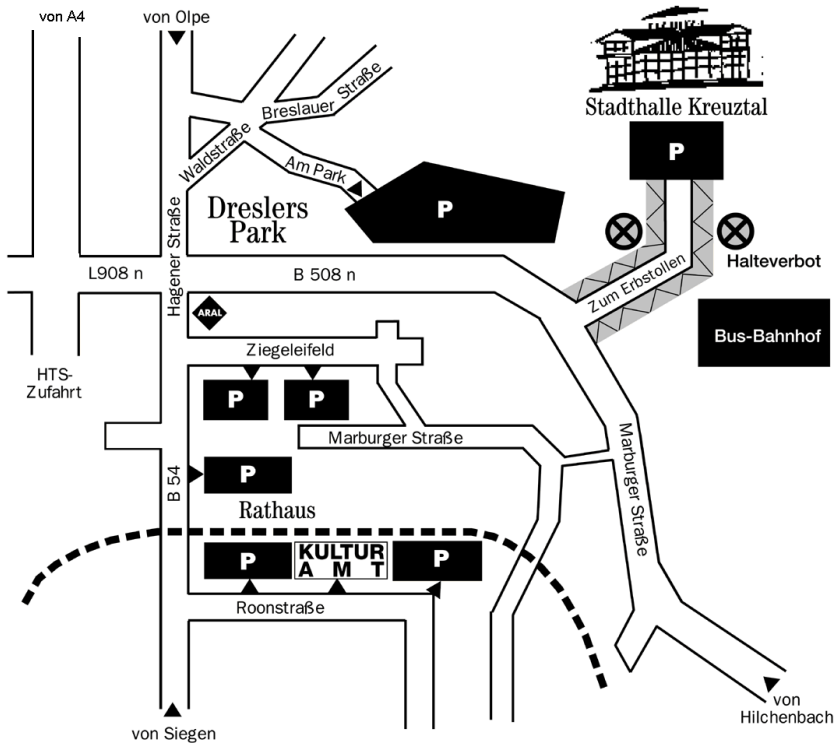 von A4
von Olpe
Stadthalle Kreuztal
P
Breslauer Straße
Waldstraße
Am Park
P
Dreslers
Park
Hagener Straße
Halteverbot
Zum Erbstollen
L908 n
B 508 n
ARAL
Bus-Bahnhof
Ziegeleifeld
HTS-
Zufahrt
P
P
Marburger Straße
Marburger Straße
B 54
P
Rathaus
P
KULTUR
AMT
P
Roonstraße
von Siegen
von
Hilchenbach